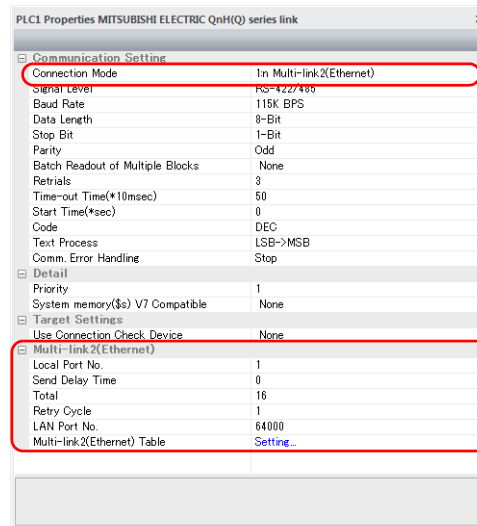 PLC1 Properties MITSUBISHI ELECTRIC QnH(Q) series link
Communication Setting
Connection Mode 1:n Multi-link2(Ethernet)
Signal Level RS-422/485
Baud Rate 115K BPS
Data Length 8-Bit
Stop Bit 1-Bit
Parity Odd
Batch Readout of Multiple Blocks None
Retrials 3
Time-out Time(*10msec) 50
Start Time(*sec) 0
Code DEC
Text Process LSB->MSB
Comm. Error Handling Stop
Detail
Priority 1
System memory($s) V7 Compatible None
Target Settings
Use Connection Check Device None
Multi-link2(Ethernet)
Local Port No. 1
Send Delay Time 0
Total 16
Retry Cycle 1
LAN Port No. 64000
Multi-link2(Ethernet) Table Setting...